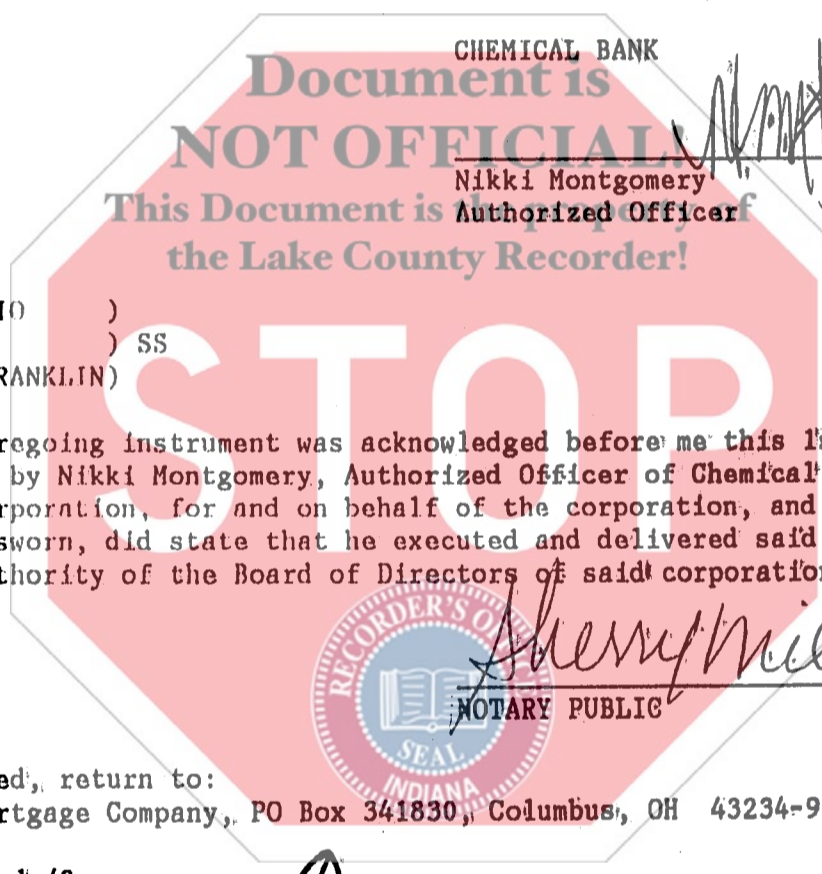 CHEMICAL BANK
Document is
NOT OFFICIAL!
Nikki Montgomery
This Document is the property of
Authorized Officer
the Lake County Recorder!
)
) SS
RANKLIN)
STOP
regoing instrument was acknowledged before me this
by Nikki Montgomery, Authorized Officer of Chemical
rporation, for and on behalf of the corporation, and
sworn, did state that he executed and delivered said
thority of the Board of Directors of said corporation
RECORDER'S OFFICE
Sherry
NOTARY PUBLIC
SEAL
INDIANA
ed, return to:
rtgage Company, PO Box 341830, Columbus, OH 43234-9